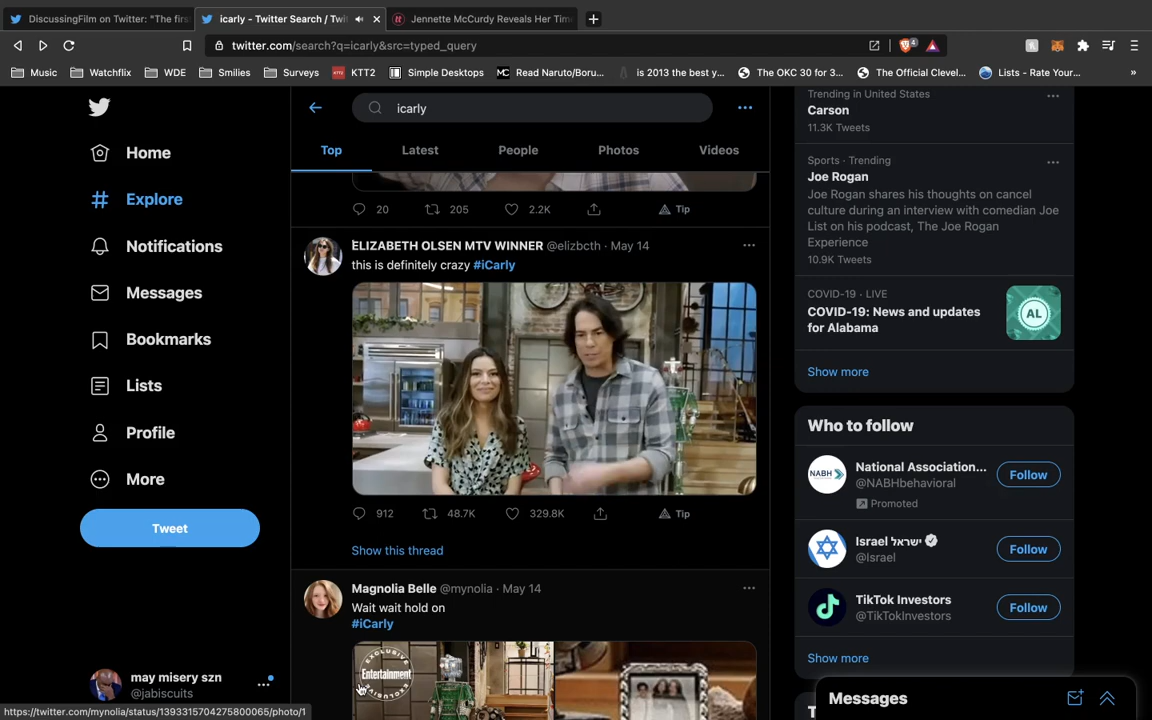 DiscussingFilm on Twitter: "The firs
icarly - Twitter Search / Twit
Jennette McCurdy Reveals Her Time
twitter.com/search?q=icarly&src=typed_query
4
Music
Watchflix
WDE
Smilies
Surveys
KTT2
Simple Desktops
Read Naruto/Boru...
is 2013 the best y...
The OKC 30 for 3...
The Official Clevel...
Lists - Rate Your...
»
icarly
Top
Latest
People
Photos
Videos
Home
Explore
Notifications
Messages
Bookmarks
Lists
Profile
More
Tweet
may misery szn
@jabiscuits
20
205
2.2K
Tip
ELIZABETH OLSEN MTV WINNER @elizbcth · May 14
this is definitely crazy #iCarly
912
48.7K
329.8K
Tip
Show this thread
Magnolia Belle @mynolia · May 14
Wait wait hold on
#iCarly
EXCLUSIVE
Entertainment
EXCLUSIVE
Trending in United States
Carson
11.3K Tweets
Sports · Trending
Joe Rogan
Joe Rogan shares his thoughts on cancel
culture during an interview with comedian Joe
List on his podcast, The Joe Rogan
Experience
10.9K Tweets
COVID-19 · LIVE
COVID-19: News and updates
for Alabama
AL
Show more
Who to follow
NABH
National Association...
@NABHbehavioral
Promoted
Follow
Israel ישראל
@Israel
Follow
TikTok Investors
@TikTokInvestors
Follow
Show more
Messages
https://twitter.com/mynolia/status/1393315704275800065/photo/1